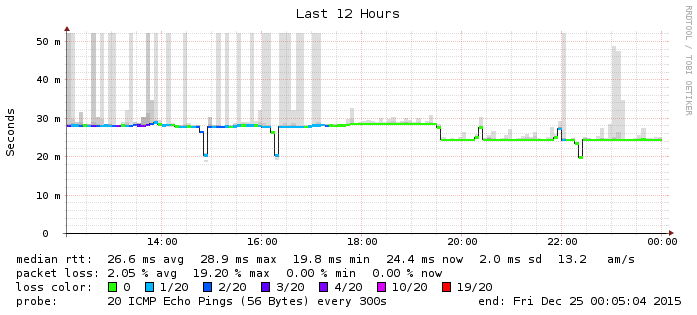 Last 12 Hours
RRDTOOL / TOBI OETIKER
Seconds
50 m
40 m
30 m
20 m
10 m
0
14:00 16:00 18:00 20:00 22:00 00:00
median rtt: 26.6 ms avg 28.9 ms max 19.8 ms min 24.4 ms now 2.0 ms sd 13.2 am/s
packet loss: 2.05 % avg 19.20 % max 0.00 % min 0.00 % now
loss color: 0 1/20 2/20 3/20 4/20 10/20 19/20
probe: 20 ICMP Echo Pings (56 Bytes) every 300s end: Fri Dec 25 00:05:04 2015